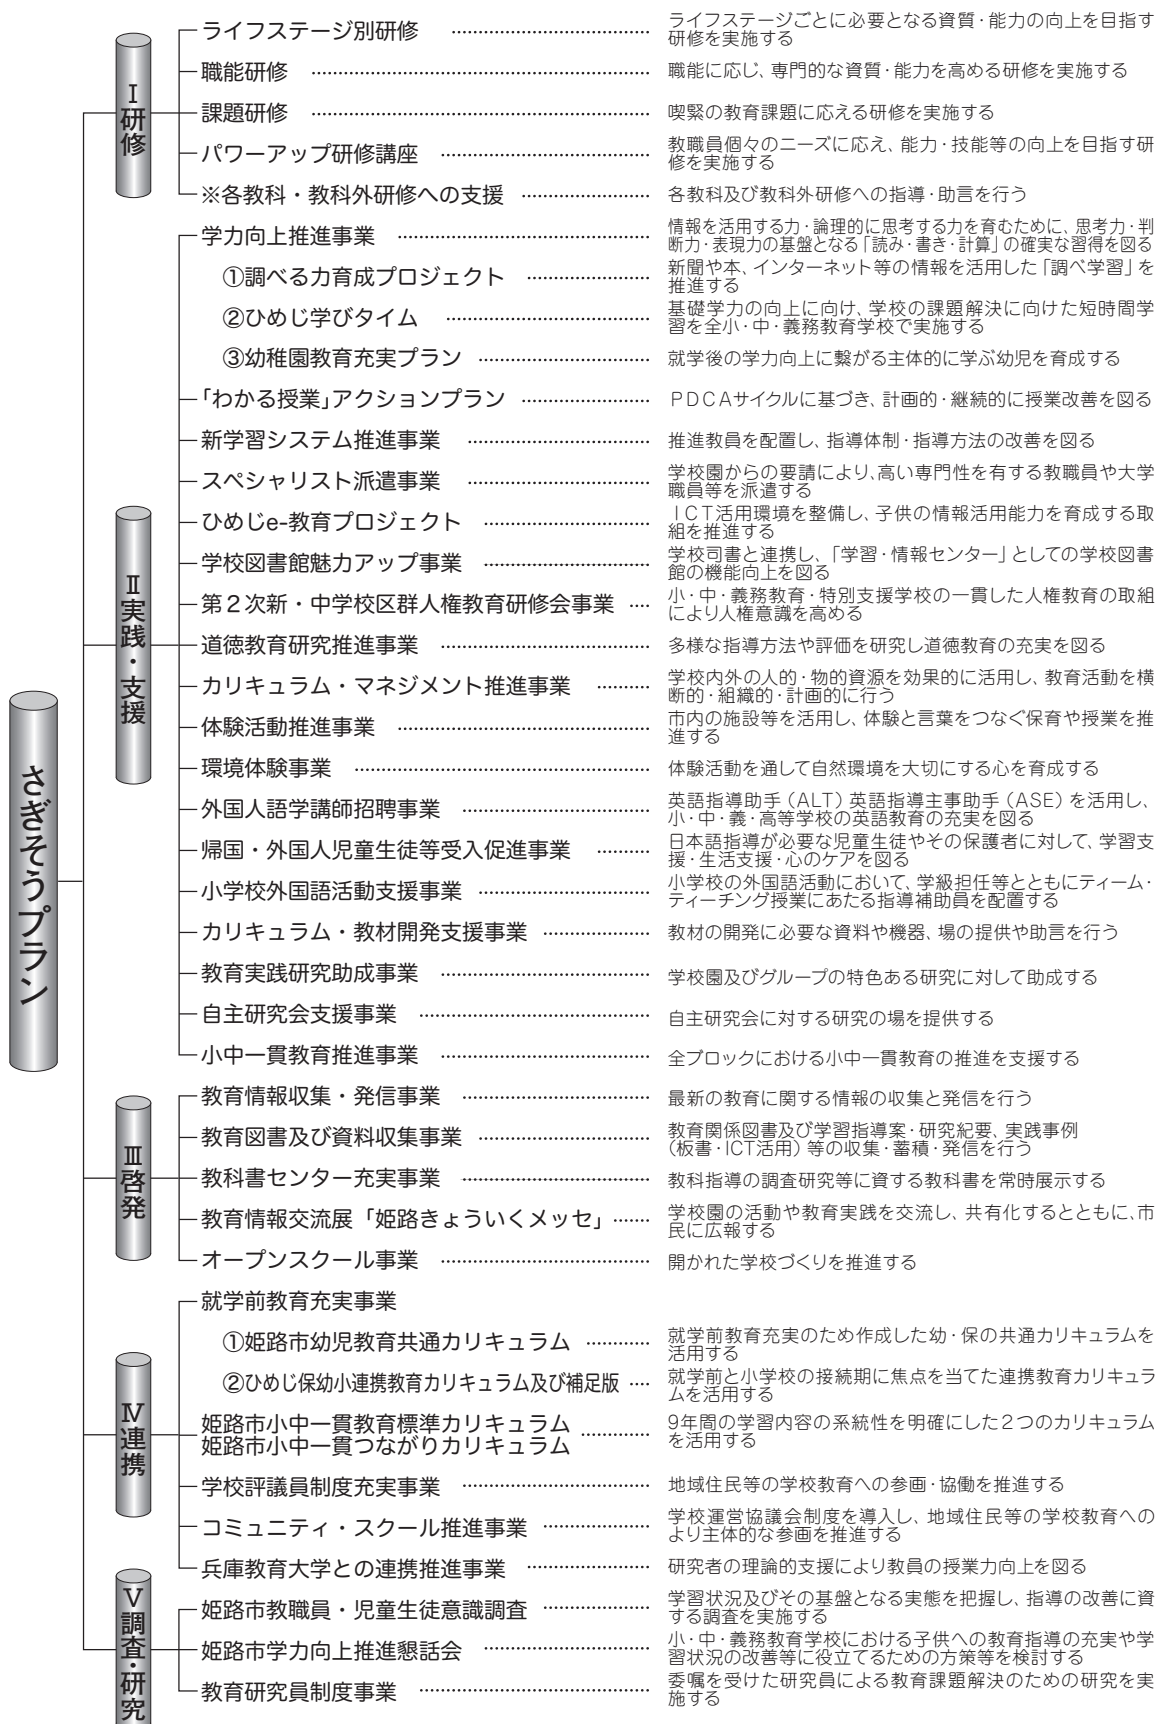 さぎそうプラン
Ⅰ研修
ライフステージ別研修 ……………………………… ライフステージごとに必要となる資質・能力の向上を目指す
研修を実施する
職能研修 ……………………………… 職能に応じ、専門的な資質・能力を高める研修を実施する
課題研修 ……………………………… 喫緊の教育課題に応える研修を実施する
パワーアップ研修講座 ……………………………… 教職員個々のニーズに応え、能力・技能等の向上を目指す研
修を実施する
※各教科・教科外研修への支援 ……………………… 各教科及び教科外研修への指導・助言を行う
Ⅱ実践・支援
学力向上推進事業 ……………………………… 情報を活用する力・論理的に思考する力を育むために、思考力・判
断力・表現力の基盤となる「読み・書き・計算」の確実な習得を図る
①調べる力育成プロジェクト ………………… 新聞や本、インターネット等の情報を活用した「調べ学習」を
推進する
②ひめじ学びタイム ……………………………… 基礎学力の向上に向け、学校の課題解決に向けた短時間学
習を全小・中・義務教育学校で実施する
③幼稚園教育充実プラン ………………………… 就学後の学力向上に繋がる主体的に学ぶ幼児を育成する
「わかる授業」アクションプラン ………………… PDCAサイクルに基づき、計画的・継続的に授業改善を図る
新学習システム推進事業 ………………………… 推進教員を配置し、指導体制・指導方法の改善を図る
スペシャリスト派遣事業 ………………………… 学校園からの要請により、高い専門性を有する教職員や大学
職員等を派遣する
ひめじe-教育プロジェクト ……………………… ICT活用環境を整備し、子供の情報活用能力を育成する取
組を推進する
学校図書館魅力アップ事業 ……………………… 学校司書と連携し、「学習・情報センター」としての学校図書
館の機能向上を図る
第2次新・中学校区群人権教育研修会事業 …. 小・中・義務教育・特別支援学校の一貫した人権教育の取組
により人権意識を高める
道徳教育研究推進事業 ……………………………… 多様な指導方法や評価を研究し道徳教育の充実を図る
カリキュラム・マネジメント推進事業 ………. 学校内外の人的・物的資源を効果的に活用し、教育活動を横
断的・組織的・計画的に行う
体験活動推進事業 ……………………………… 市内の施設等を活用し、体験と言葉をつなぐ保育や授業を推
進する
環境体験事業 ……………………………… 体験活動を通して自然環境を大切にする心を育成する
外国人語学講師招聘事業 ………………………… 英語指導助手(ALT)英語指導主事助手(ASE)を活用し、
小・中・義・高等学校の英語教育の充実を図る
帰国・外国人児童生徒等受入促進事業 ………. 日本語指導が必要な児童生徒やその保護者に対して、学習支
援・生活支援・心のケアを図る
小学校外国語活動支援事業 ……………………… 小学校の外国語活動において、学級担任等とともにティーム・
ティーチング授業にあたる指導補助員を配置する
カリキュラム・教材開発支援事業 ………………… 教材の開発に必要な資料や機器、場の提供や助言を行う
教育実践研究助成事業 ……………………………… 学校園及びグループの特色ある研究に対して助成する
自主研究会支援事業 ……………………………… 自主研究会に対する研究の場を提供する
小中一貫教育推進事業 ……………………………… 全ブロックにおける小中一貫教育の推進を支援する
Ⅲ啓発
教育情報収集・発信事業 ………………………… 最新の教育に関する情報の収集と発信を行う
教育図書及び資料収集事業 ……………………… 教育関係図書及び学習指導案・研究紀要、実践事例
(板書・ICT活用)等の収集・蓄積・発信を行う
教科書センター充実事業 ………………………… 教科指導の調査研究等に資する教科書を常時展示する
教育情報交流展「姫路きょういくメッセ」…… 学校園の活動や教育実践を交流し、共有化するとともに、市
民に広報する
オープンスクール事業 ……………………………… 開かれた学校づくりを推進する
Ⅳ連携
就学前教育充実事業
①姫路市幼児教育共通カリキュラム ………… 就学前教育充実のため作成した幼・保の共通カリキュラムを
活用する
②ひめじ保幼小連携教育カリキュラム及び補足版 …. 就学前と小学校の接続期に焦点を当てた連携教育カリキュラ
ムを活用する
姫路市小中一貫教育標準カリキュラム
姫路市小中一貫つながりカリキュラム ………… 9年間の学習内容の系統性を明確にした2つのカリキュラム
を活用する
学校評議員制度充実事業 ………………………… 地域住民等の学校教育への参画・協働を推進する
コミュニティ・スクール推進事業 ………………… 学校運営協議会制度を導入し、地域住民等の学校教育への
より主体的な参画を推進する
兵庫教育大学との連携推進事業 ………………… 研究者の理論的支援により教員の授業力向上を図る
Ⅴ調査・研究
姫路市教職員・児童生徒意識調査 ……………… 学習状況及びその基盤となる実態を把握し、指導の改善に資
する調査を実施する
姫路市学力向上推進懇話会 ……………………… 小・中・義務教育学校における子供への教育指導の充実や学
習状況の改善等に役立てるための方策等を検討する
教育研究員制度事業 ……………………………… 委嘱を受けた研究員による教育課題解決のための研究を実
施する